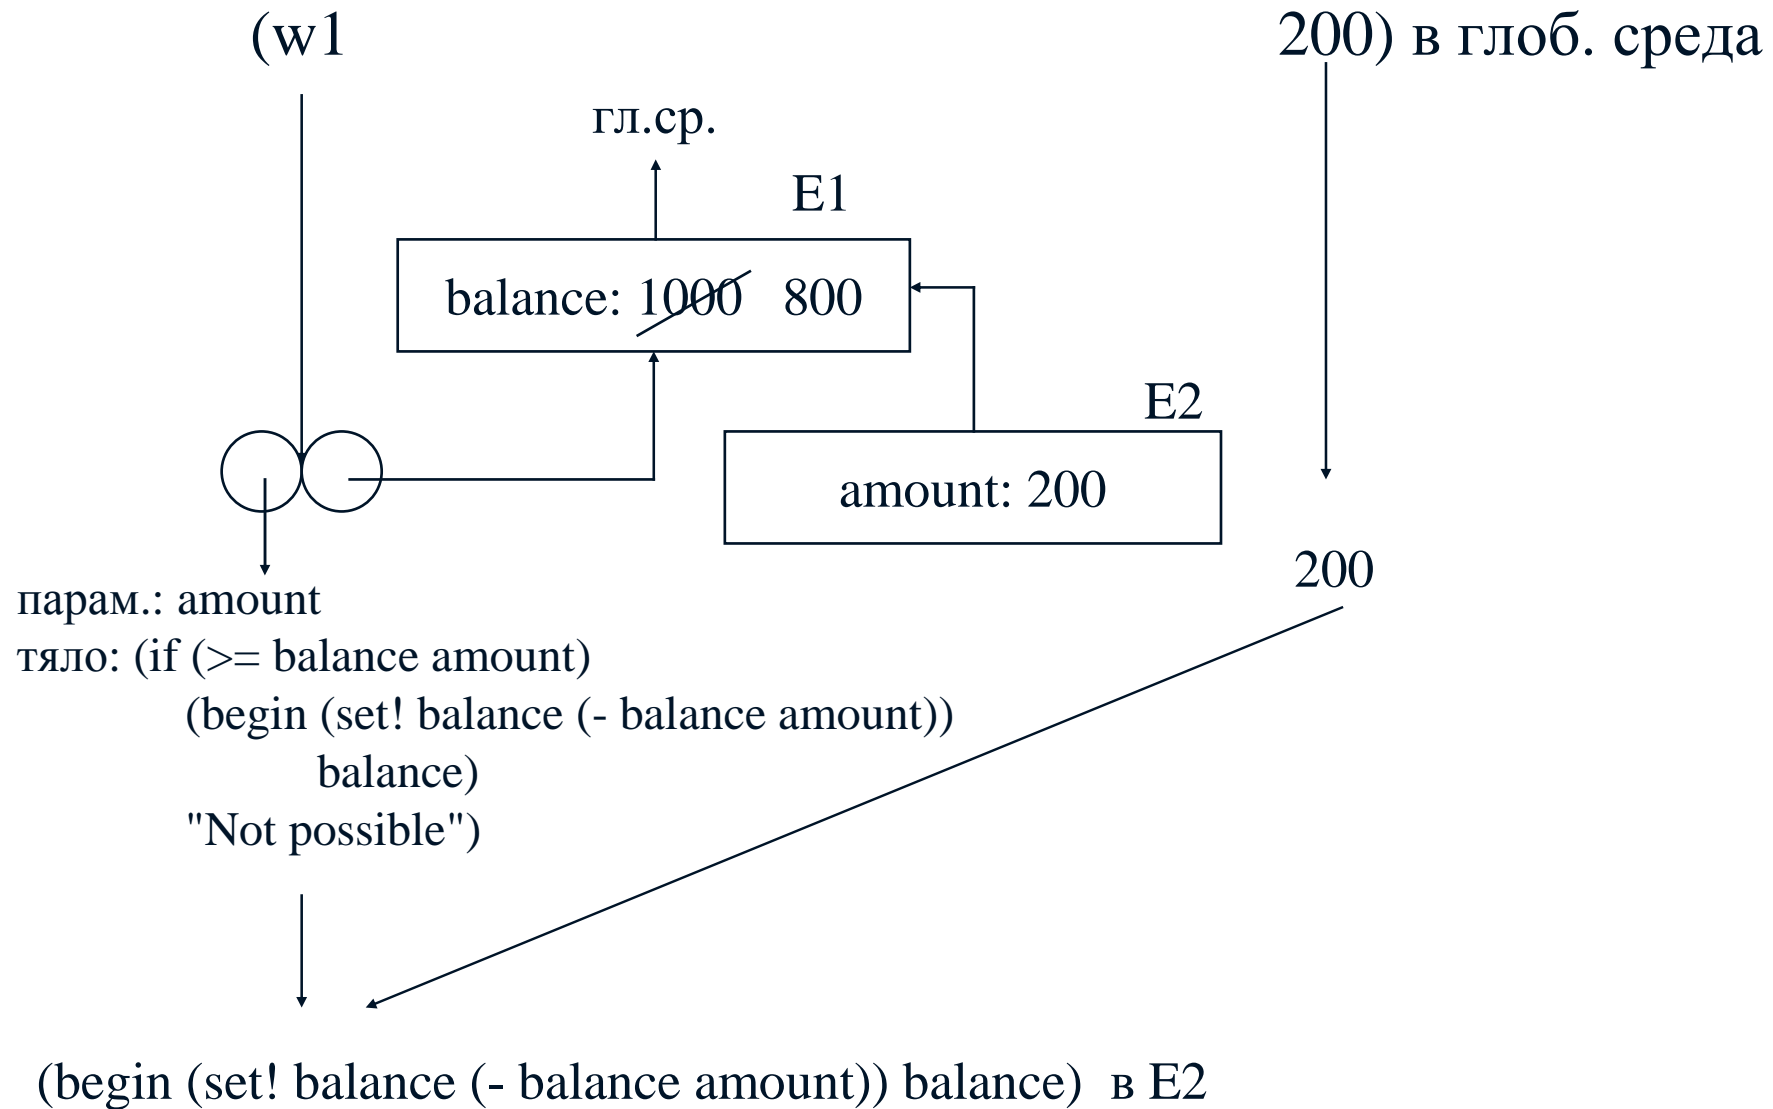 (w1 200) в глоб. среда
гл.ср.
E1
balance: 1000 800
E2
amount: 200
200
парам.: amount
тяло: (if (>= balance amount)
(begin (set! balance (- balance amount))
balance)
"Not possible")
(begin (set! balance (- balance amount)) balance) в E2